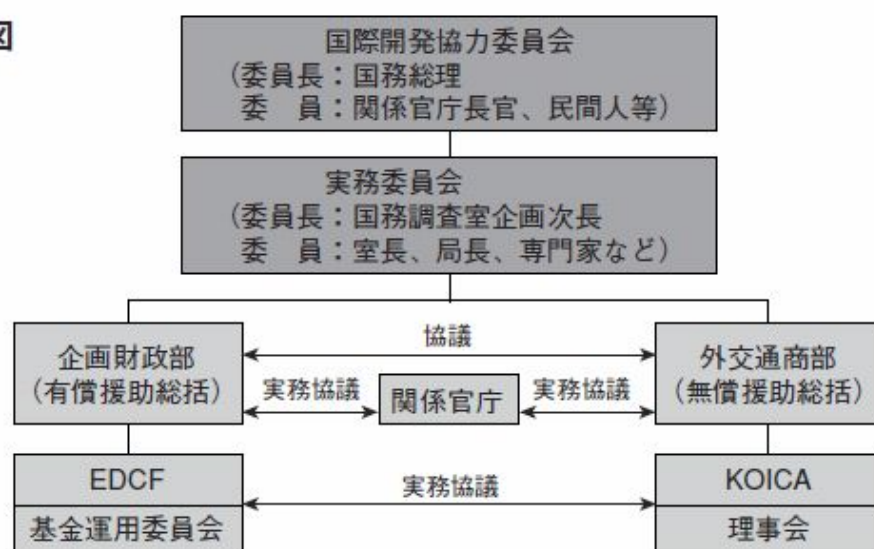 図
国際開発協力委員会
（委員長：国務総理
委　員：関係官庁長官、民間人等）
実務委員会
（委員長：国務調査室企画次長
委　員：室長、局長、専門家など）
企画財政部
（有償援助総括）
協議
外交通商部
（無償援助総括）
実務協議
関係官庁
実務協議
EDCF
基金運用委員会
実務協議
KOICA
理事会